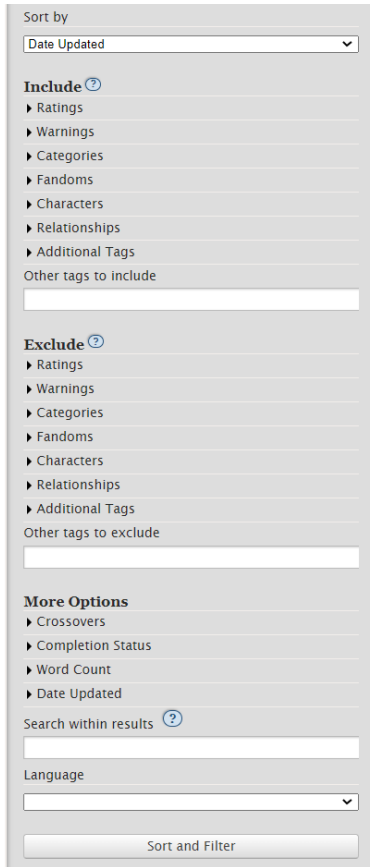 Sort by
Date Updated
Include ?
Ratings
Warnings
Categories
Fandoms
Characters
Relationships
Additional Tags
Other tags to include
Exclude ?
Ratings
Warnings
Categories
Fandoms
Characters
Relationships
Additional Tags
Other tags to exclude
More Options
Crossovers
Completion Status
Word Count
Date Updated
Search within results ?
Language
Sort and Filter